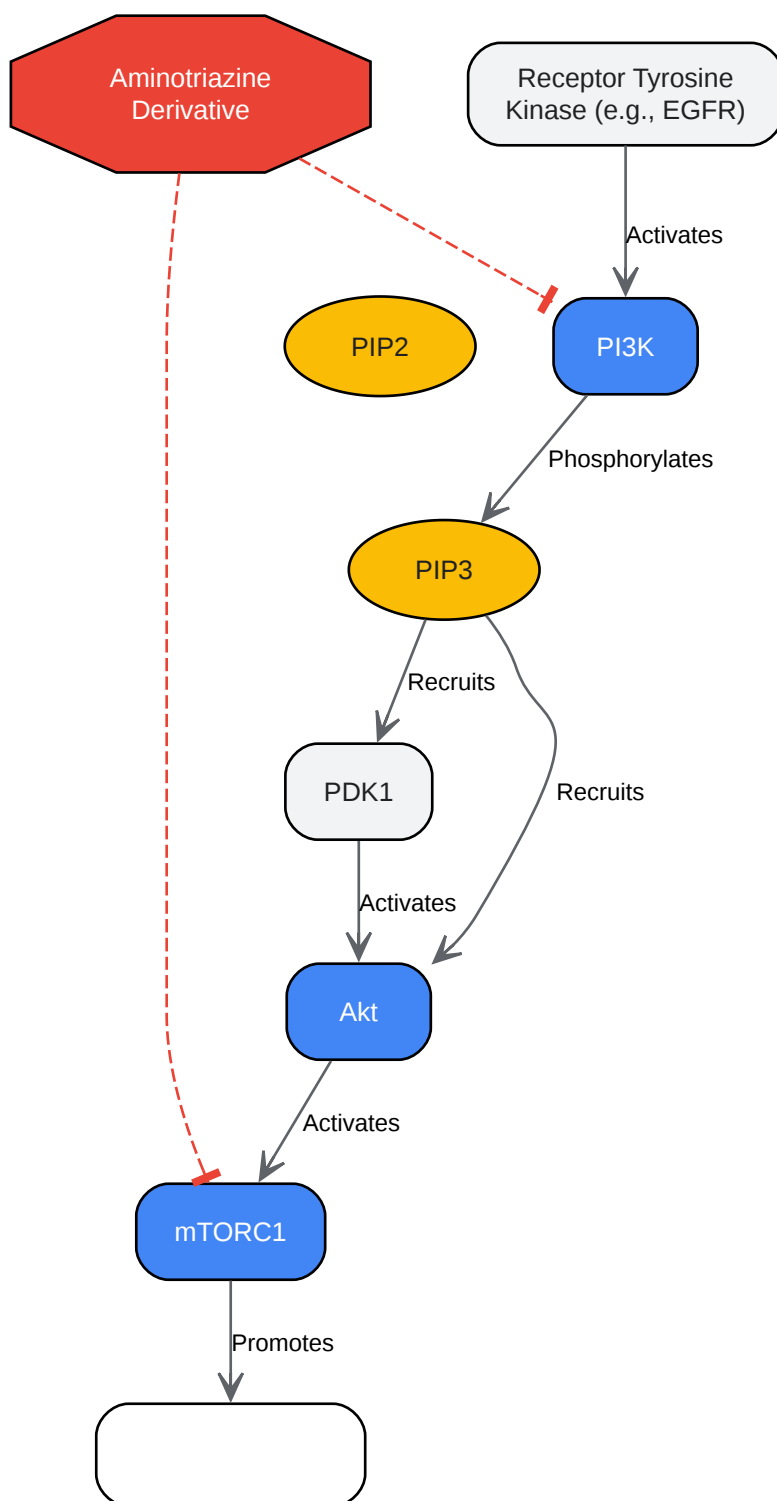 Aminotriazine
Derivative
Receptor Tyrosine
Kinase (e.g., EGFR)
Activates
PIP2
PI3K
Phosphorylates
PIP3
Recruits
PDK1
Recruits
Activates
Akt
Activates
mTORC1
Promotes